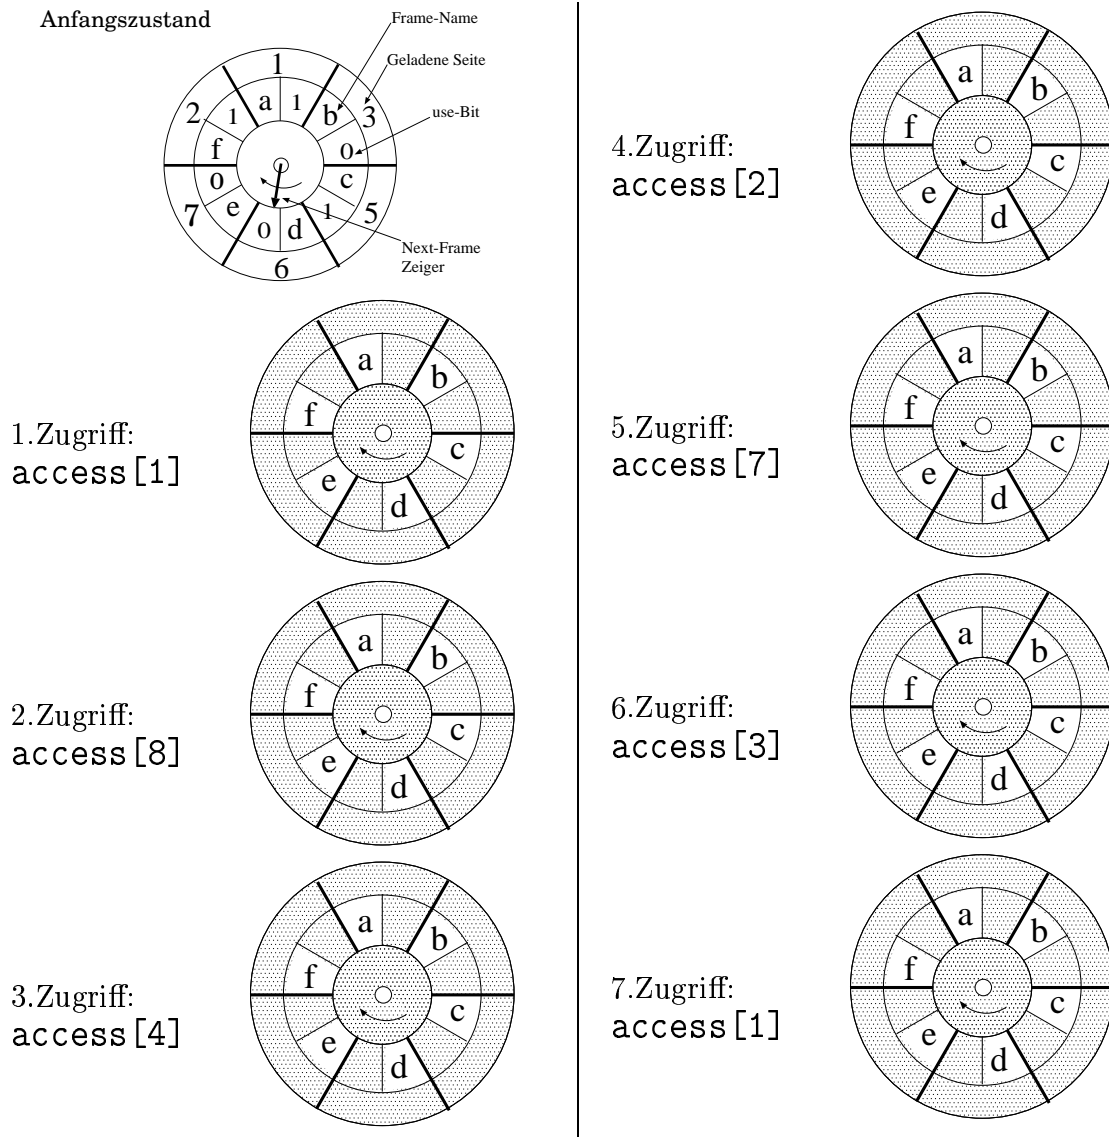 Anfangszustand
Frame-Name
Geladene Seite
use-Bit
Next-Frame
Zeiger
1
2
3
1
a
1
b
f
0
0
c
7
e
0
d
1
5
6
1.Zugriff:
access[1]
a
b
f
c
e
d
2.Zugriff:
access[8]
a
b
f
c
e
d
3.Zugriff:
access[4]
a
b
f
c
e
d
4.Zugriff:
access[2]
a
b
f
c
e
d
5.Zugriff:
access[7]
a
b
f
c
e
d
6.Zugriff:
access[3]
a
b
f
c
e
d
7.Zugriff:
access[1]
a
b
f
c
e
d